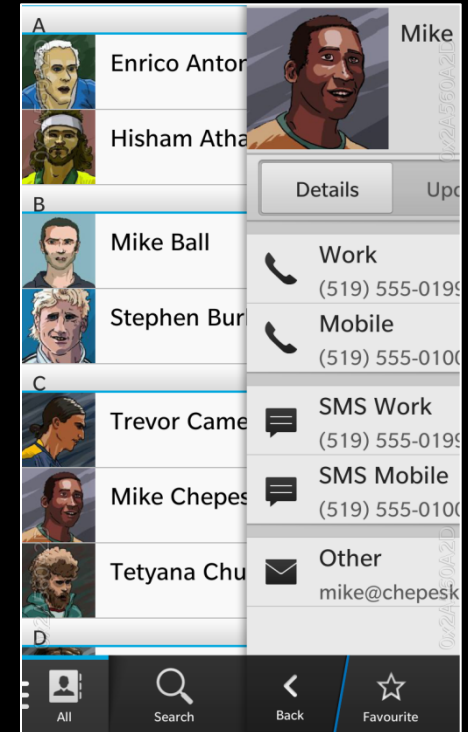 A
Enrico Anton
Hisham Atha
B
Mike Ball
Stephen Bur
C
Trevor Came
Mike Chepes
Tetyana Chu
D
All
Search
Mike
Details
Upd
Work
(519) 555-0199
Mobile
(519) 555-0100
SMS Work
(519) 555-0199
SMS Mobile
(519) 555-0100
Other
mike@chepesk
Back
Favourite